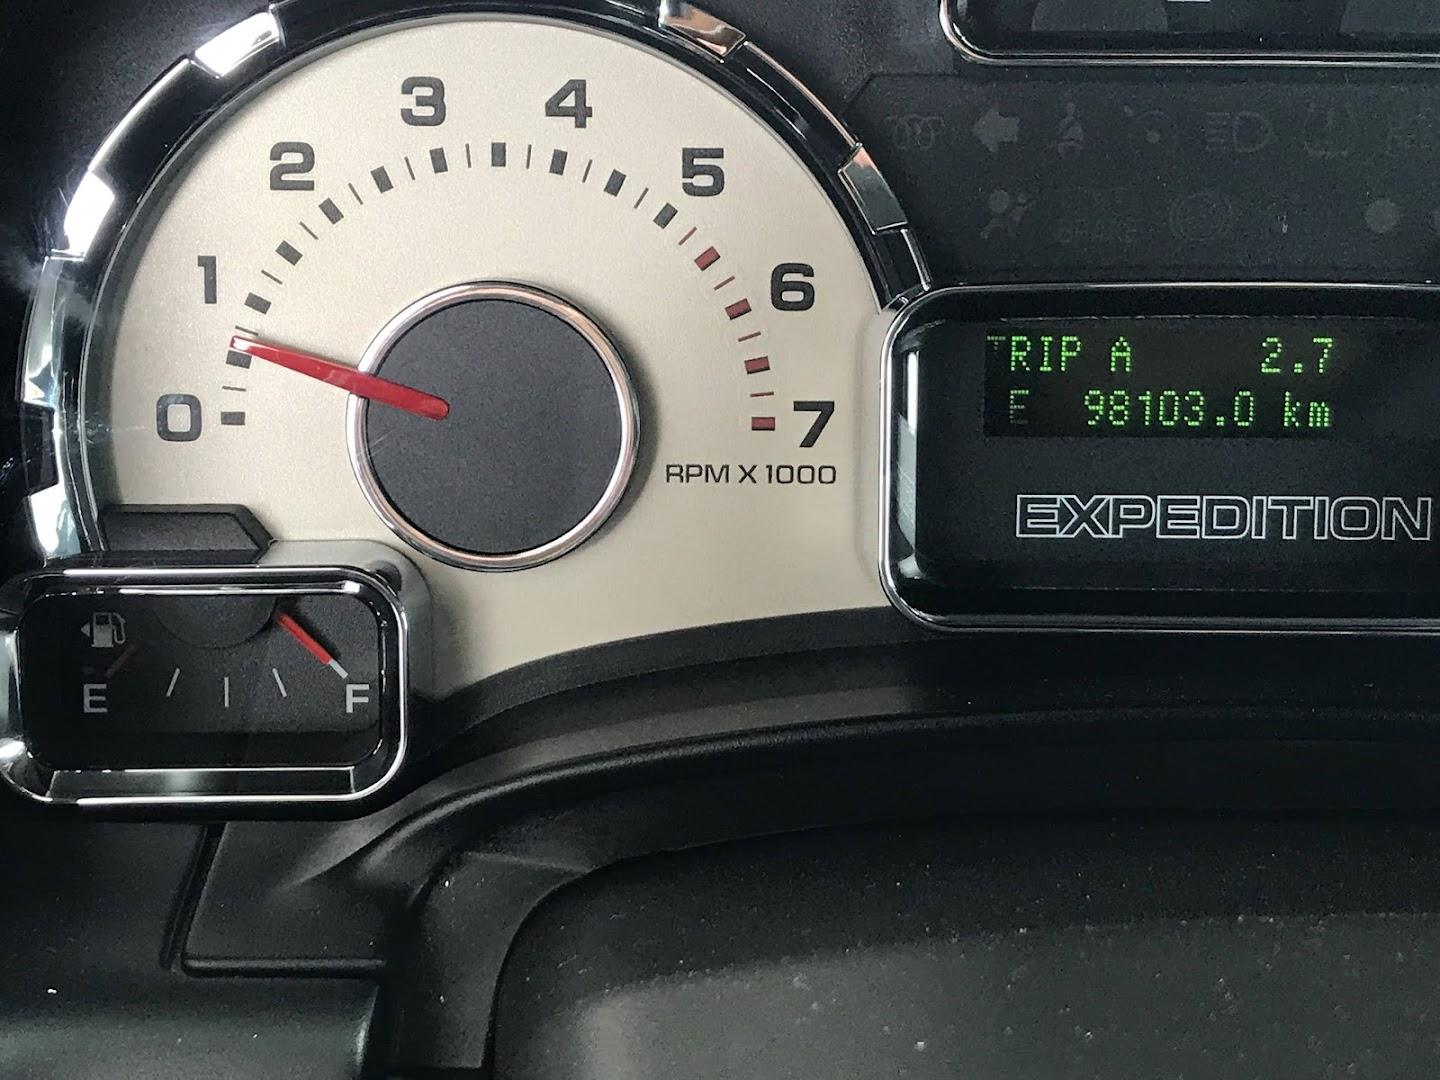 0
1
2
3
4
5
6
7
RPM X 1000
TRIP A 2.7
E 98103.0 km
EXPEDITION
E F